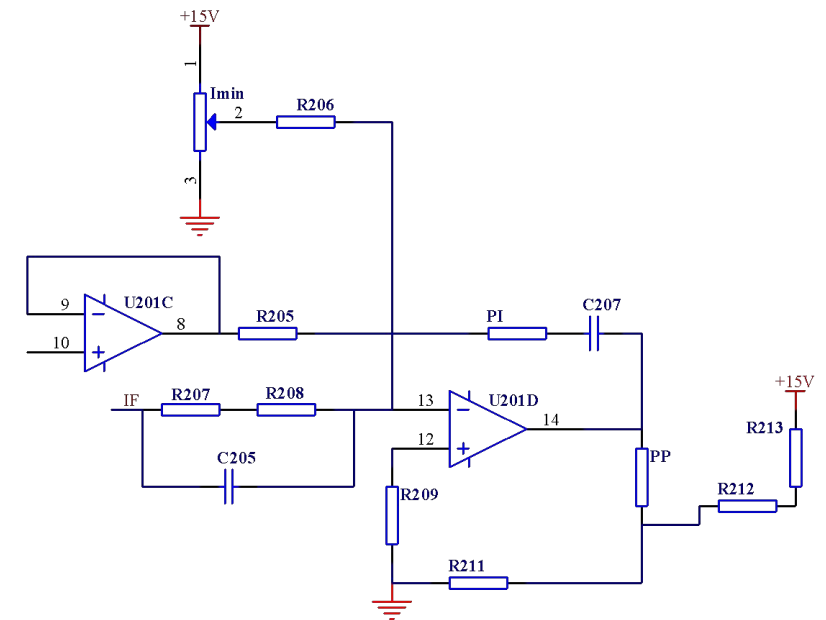 +15V
1
Imin
2
R206
3
9
U201C
8
10
R205
PI
C207
IF
R207
R208
13
U201D
14
12
+15V
R213
C205
PP
R209
R212
R211